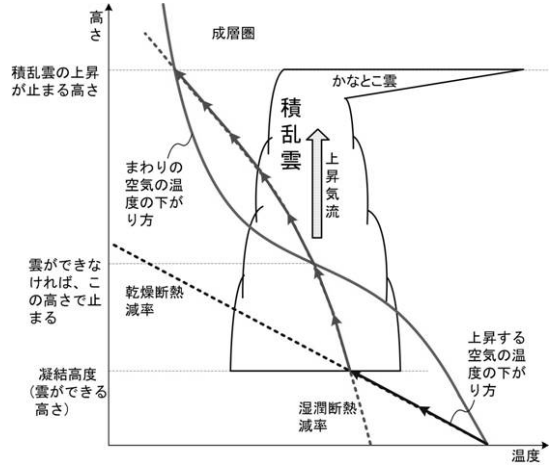 高
さ
成層圏
積乱雲の上昇
が止まる高さ
かなとこ雲
積
乱
雲
上
昇
気
流
まわりの
空気の温
度の下が
り方
雲ができな
ければ、こ
の高さで止
まる
乾燥断熱
減率
上昇する
空気の温
度の下が
り方
凝結高度
(雲ができる
高さ)
湿潤断熱
減率
温度